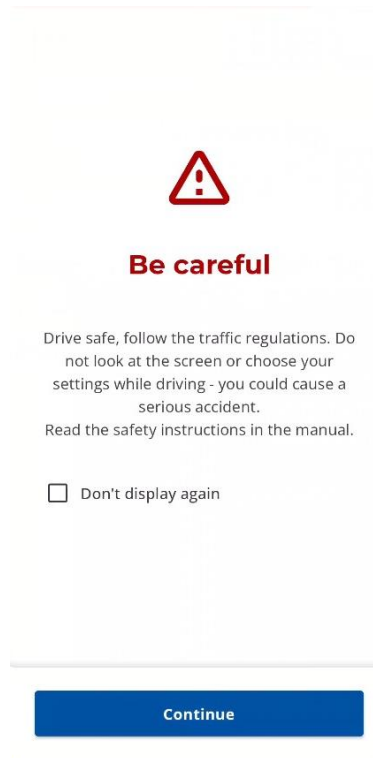 Be careful
Drive safe, follow the traffic regulations. Do
not look at the screen or choose your
settings while driving - you could cause a
serious accident.
Read the safety instructions in the manual.
Don't display again
Continue